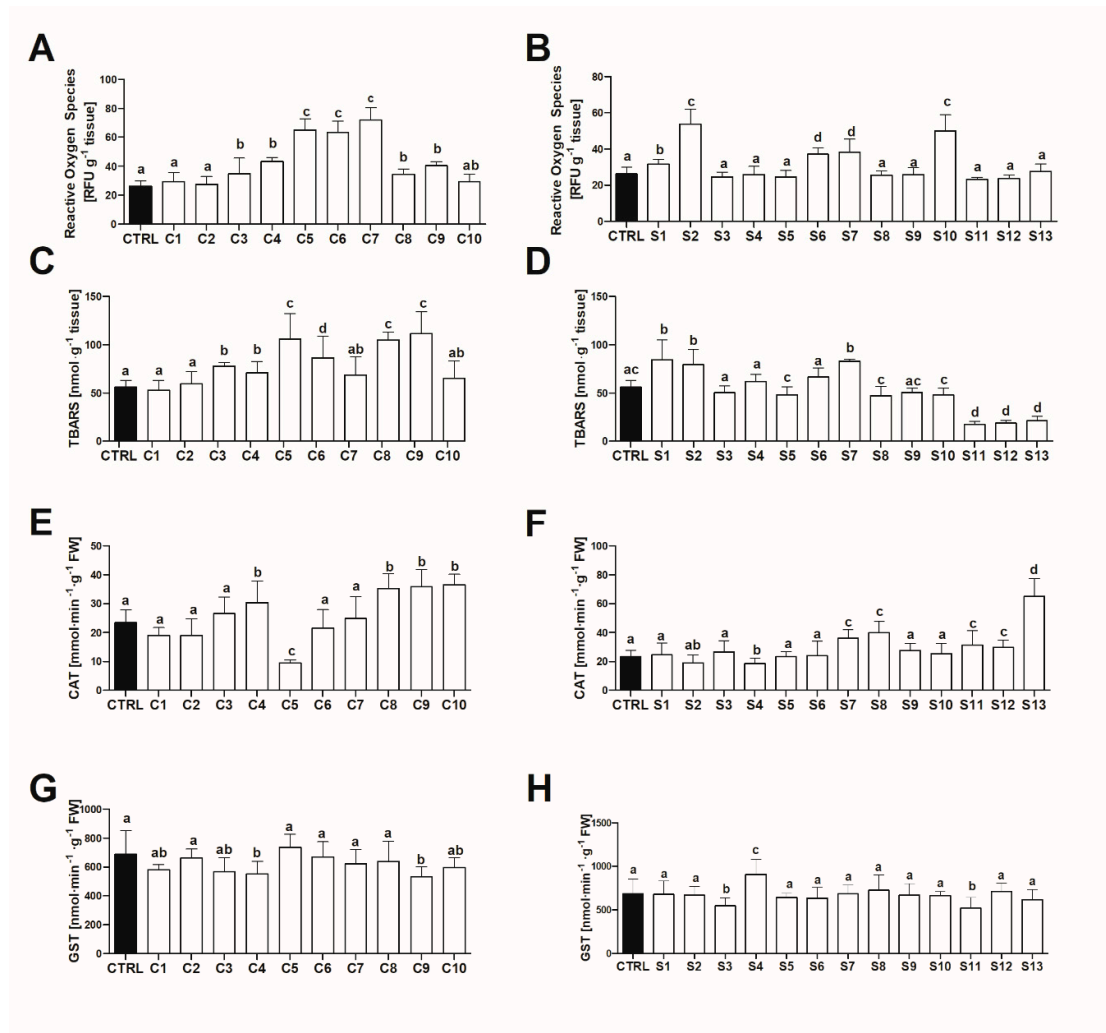 A
Reactive Oxygen Species
[RFU g-1 tissue]
100
80
60
40
20
0
a a a b b c c c b b ab
CTRL C1 C2 C3 C4 C5 C6 C7 C8 C9 C10
B
Reactive Oxygen Species
[RFU g-1 tissue]
80
60
40
20
0
a b c a a a d d a a c a a a
CTRL S1 S2 S3 S4 S5 S6 S7 S8 S9 S10 S11 S12 S13
C
TBARS [nmol·g-1 tissue]
150
100
50
0
a a a b b c d ab c c ab
CTRL C1 C2 C3 C4 C5 C6 C7 C8 C9 C10
D
TBARS [nmol·g-1 tissue]
150
100
50
0
ac b b a a c a b c ac c d d d
CTRL S1 S2 S3 S4 S5 S6 S7 S8 S9 S10 S11 S12 S13
E
CAT [mmol·min-1·g-1 FW]
50
40
30
20
10
0
a a a a b c a a b b b
CTRL C1 C2 C3 C4 C5 C6 C7 C8 C9 C10
F
CAT [mmol·min-1·g-1 FW]
100
80
60
40
20
0
a a ab a b a a c c a a c c d
CTRL S1 S2 S3 S4 S5 S6 S7 S8 S9 S10 S11 S12 S13
G
GST [nmol·min-1·g-1 FW]
1000
800
600
400
200
0
a ab a ab b a a a a b ab
CTRL C1 C2 C3 C4 C5 C6 C7 C8 C9 C10
H
GST [nmol·min-1 ·g-1 FW]
1500
1000
500
0
a a a b c a a a a a a b a a
CTRL S1 S2 S3 S4 S5 S6 S7 S8 S9 S10 S11 S12 S13